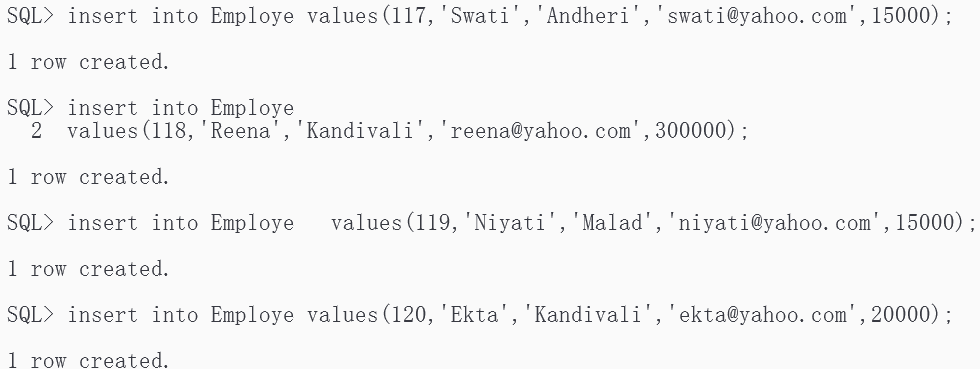 SQL> insert into Employe values(117,'Swati','Andheri','swati@yahoo.com',15000);
1 row created.
SQL> insert into Employe
  2  values(118,'Reena','Kandivali','reena@yahoo.com',300000);
1 row created.
SQL> insert into Employe   values(119,'Niyati','Malad','niyati@yahoo.com',15000);
1 row created.
SQL> insert into Employe values(120,'Ekta','Kandivali','ekta@yahoo.com',20000);
1 row created.